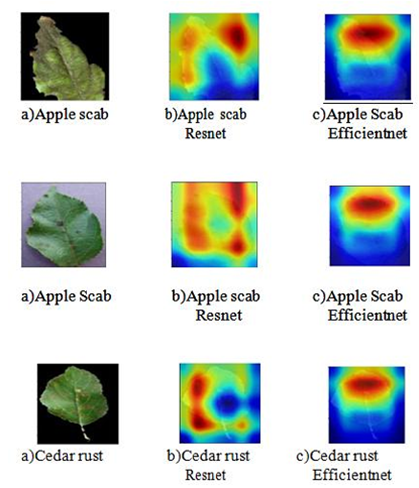 a)Apple scab b)Apple scab c)Apple Scab
Resnet Efficientnet
a)Apple Scab b)Apple scab c)Apple Scab
Resnet Efficientnet
a)Cedar rust b)Cedar rust c)Cedar rust
Resnet Efficientnet